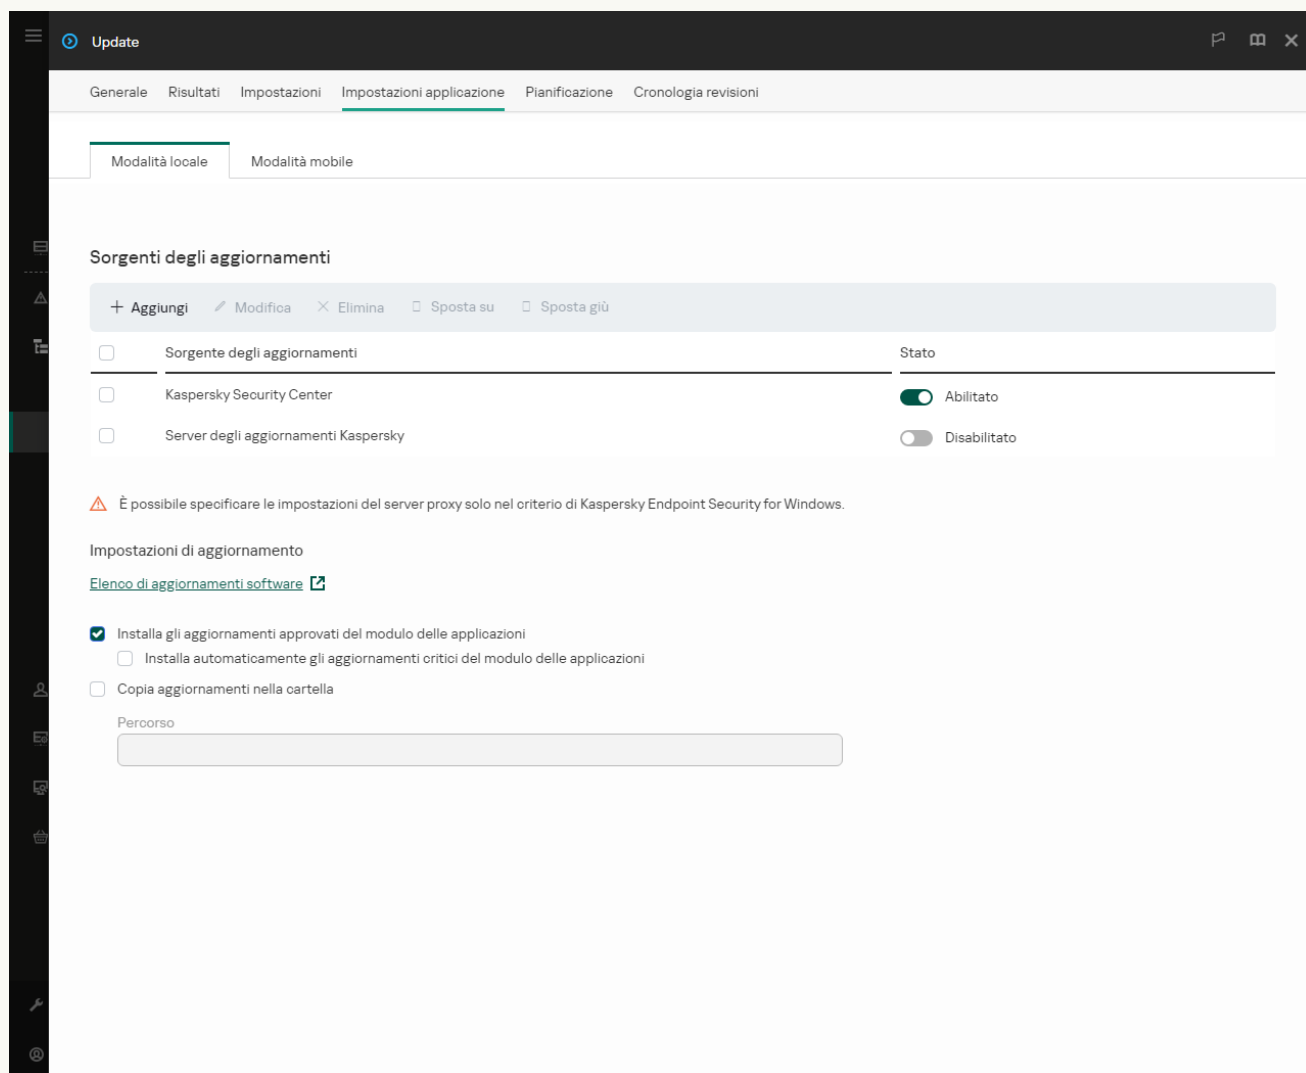 Update
Generale Risultati Impostazioni Impostazioni applicazione Pianificazione Cronologia revisioni
Modalità locale Modalità mobile
Sorgenti degli aggiornamenti
Aggiungi Modifica Elimina Sposta su Sposta giù
Sorgente degli aggiornamenti Stato
Kaspersky Security Center Abilitato
Server degli aggiornamenti Kaspersky Disabilitato
È possibile specificare le impostazioni del server proxy solo nel criterio di Kaspersky Endpoint Security for Windows.
Impostazioni di aggiornamento
Elenco di aggiornamenti software
Installa gli aggiornamenti approvati del modulo delle applicazioni
Installa automaticamente gli aggiornamenti critici del modulo delle applicazioni
Copia aggiornamenti nella cartella
Percorso